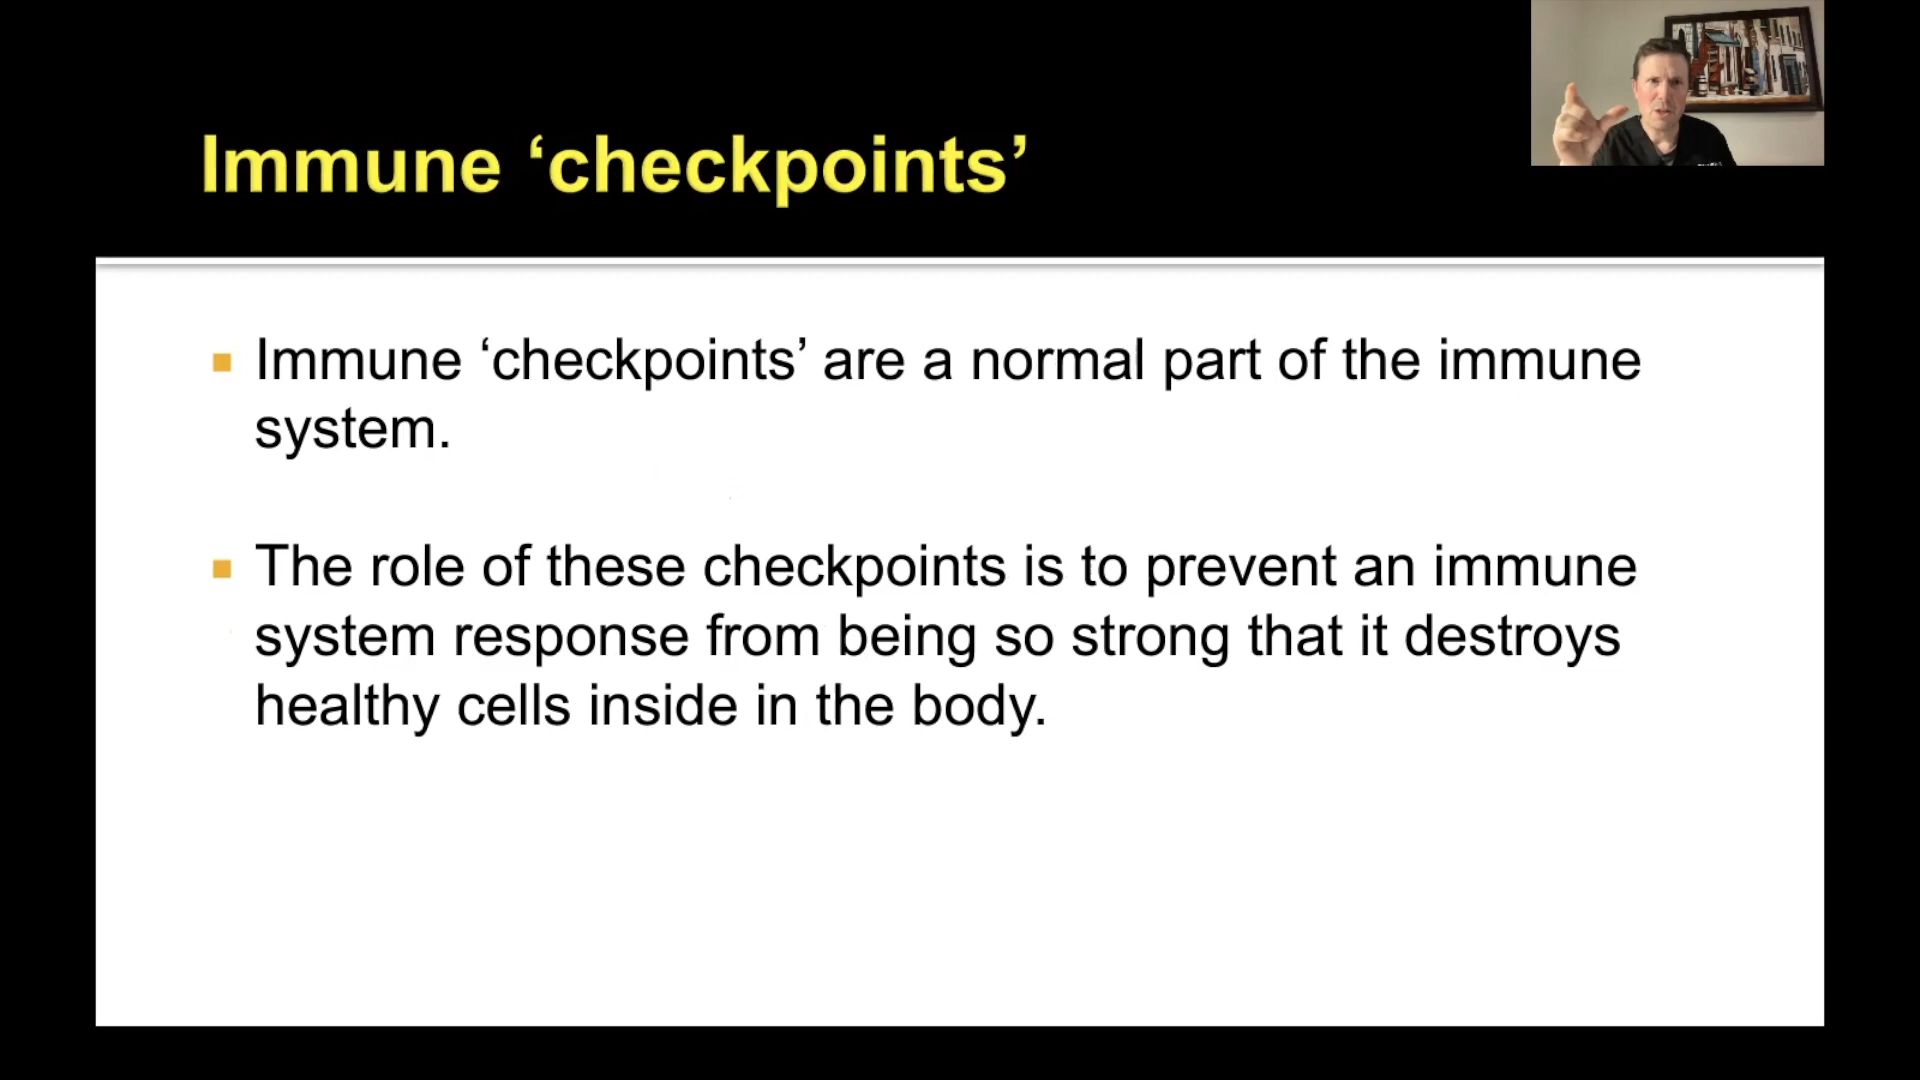 Immune ‘checkpoints’
Immune ‘checkpoints’ are a normal part of the immune
system.
The role of these checkpoints is to prevent an immune
system response from being so strong that it destroys
healthy cells inside in the body.